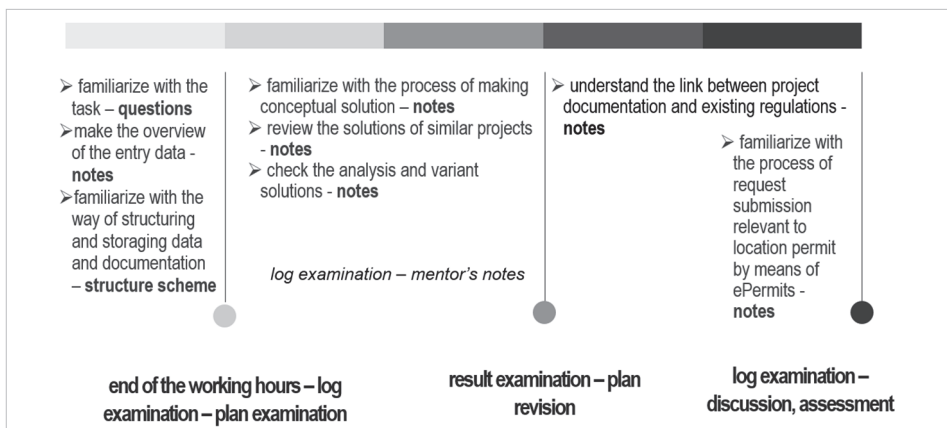 ➢ familiarize with the
task – questions
➢make the overview
of the entry data -
notes
➢familiarize with the
way of structuring
and storaging data
and documentation
– structure scheme
➢ familiarize with the process of making
conceptual solution – notes
➢ review the solutions of similar projects
- notes
➢ check the analysis and variant
solutions - notes
log examination – mentor's notes
➢ understand the link between project
documentation and existing regulations -
notes
➢ familiarize with
the process of
request
submission
relevant to
location permit
by means of
ePermits -
notes
end of the working hours – log
examination – plan examination
result examination – plan
revision
log examination –
discussion, assessment